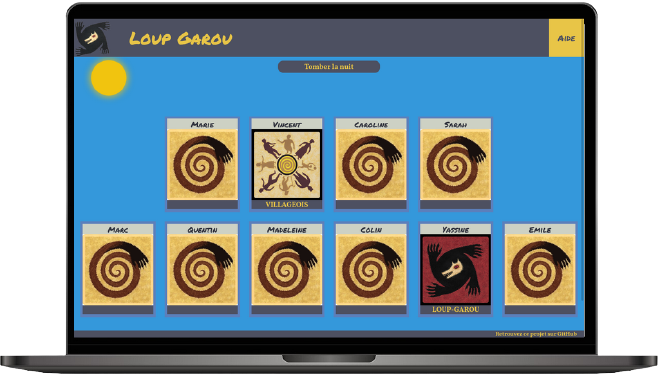 Loup Garou
Aide
Tomber la nuit
Marie
Vincent
Caroline
Sarah
VILLAGEOIS
Marc
Quentin
Madeleine
Colin
Yassine
Emile
LOUP-GAROU
Retrouvez ce projet sur GitHub